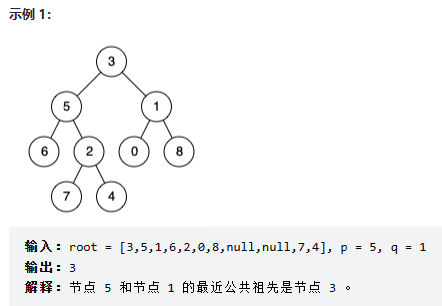 示例 1:
3
5 1
6 2 0 8
7 4
输入：root = [3,5,1,6,2,0,8,null,null,7,4], p = 5, q = 1
输出：3
解释：节点 5 和节点 1 的最近公共祖先是节点 3 。